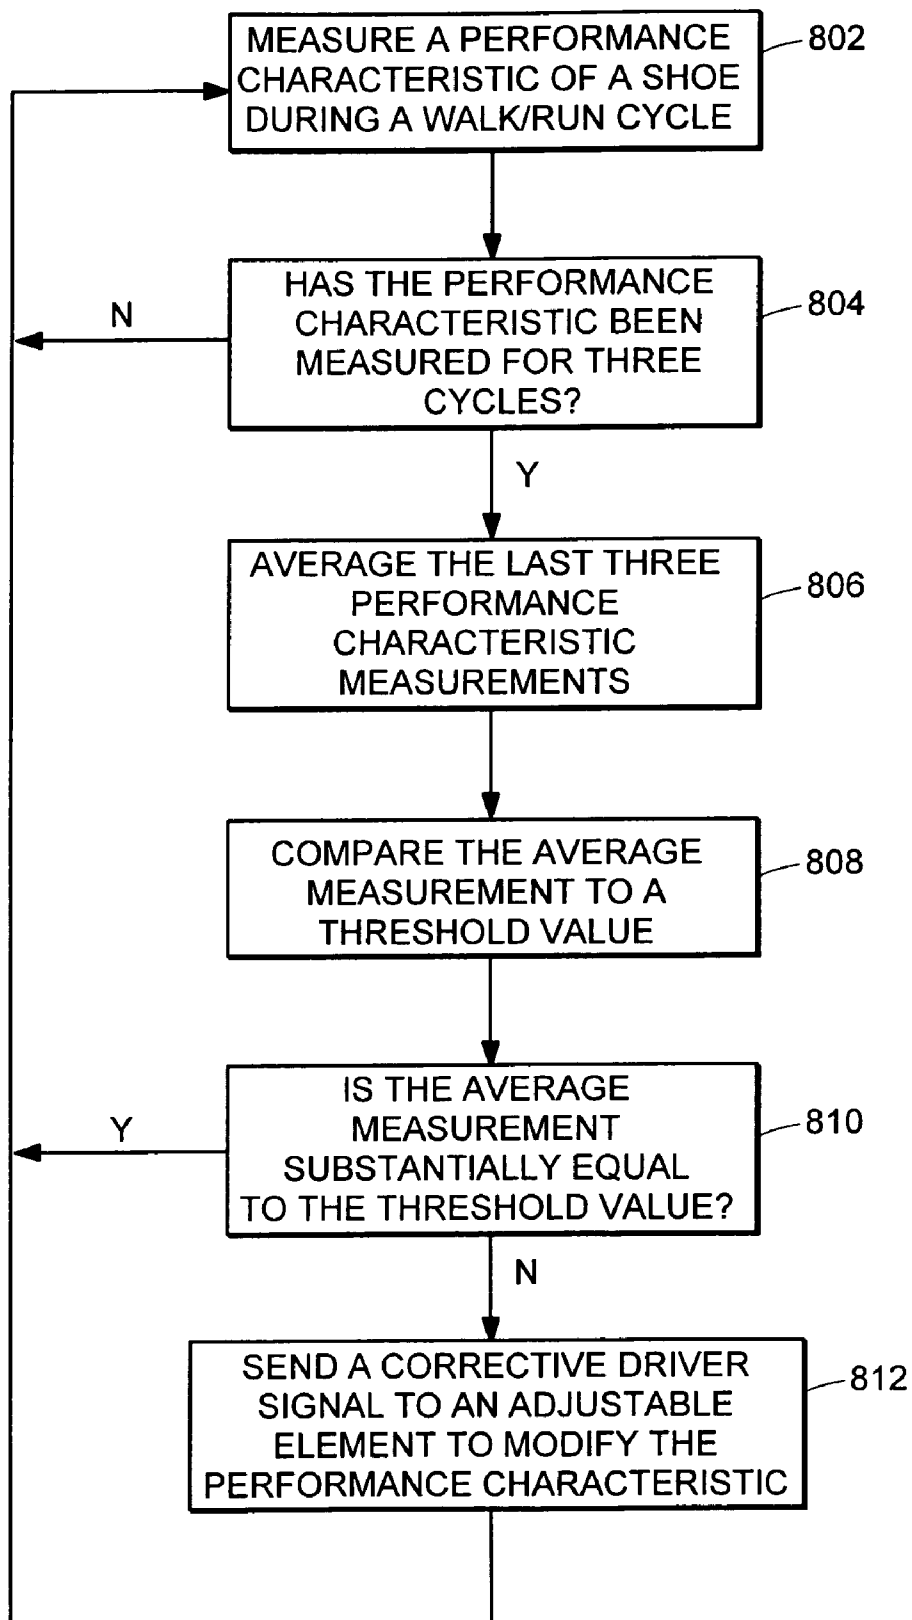 MEASURE A PERFORMANCE
CHARACTERISTIC OF A SHOE
DURING A WALK/RUN CYCLE
802
HAS THE PERFORMANCE
CHARACTERISTIC BEEN
MEASURED FOR THREE
CYCLES?
804
N
Y
AVERAGE THE LAST THREE
PERFORMANCE
CHARACTERISTIC
MEASUREMENTS
806
COMPARE THE AVERAGE
MEASUREMENT TO A
THRESHOLD VALUE
808
IS THE AVERAGE
MEASUREMENT
SUBSTANTIALLY EQUAL
TO THE THRESHOLD VALUE?
810
Y
N
SEND A CORRECTIVE DRIVER
SIGNAL TO AN ADJUSTABLE
ELEMENT TO MODIFY THE
PERFORMANCE CHARACTERISTIC
812